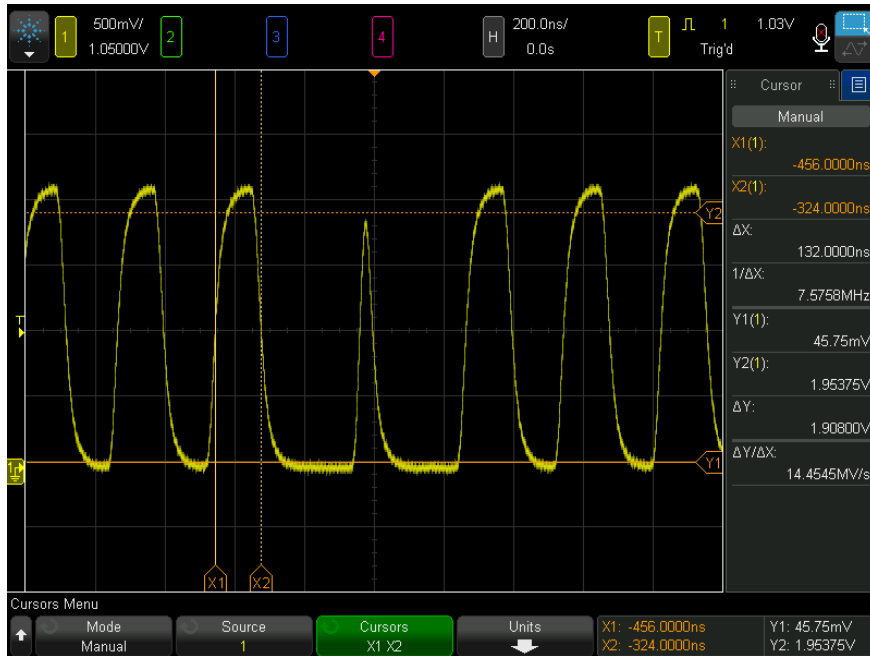 500mV/ 200.0ns/ 1 1.03V
1 2 3 4 H T
1.05000V 0.0s Trig'd
Cursor
Manual
X1(1):
-456.0000ns
X2(1):
-324.0000ns
ΔX:
132.0000ns
1/ΔX:
7.5758MHz
Y1(1):
45.75mV
Y2(1):
1.95375V
ΔY:
1.90800V
ΔY/ΔX:
14.4545MV/s
Y2
T
1
Y1
X1 X2
Cursors Menu
Mode Source Cursors Units X1: -456.0000ns Y1: 45.75mV
Manual 1 X1 X2 X2: -324.0000ns Y2: 1.95375V